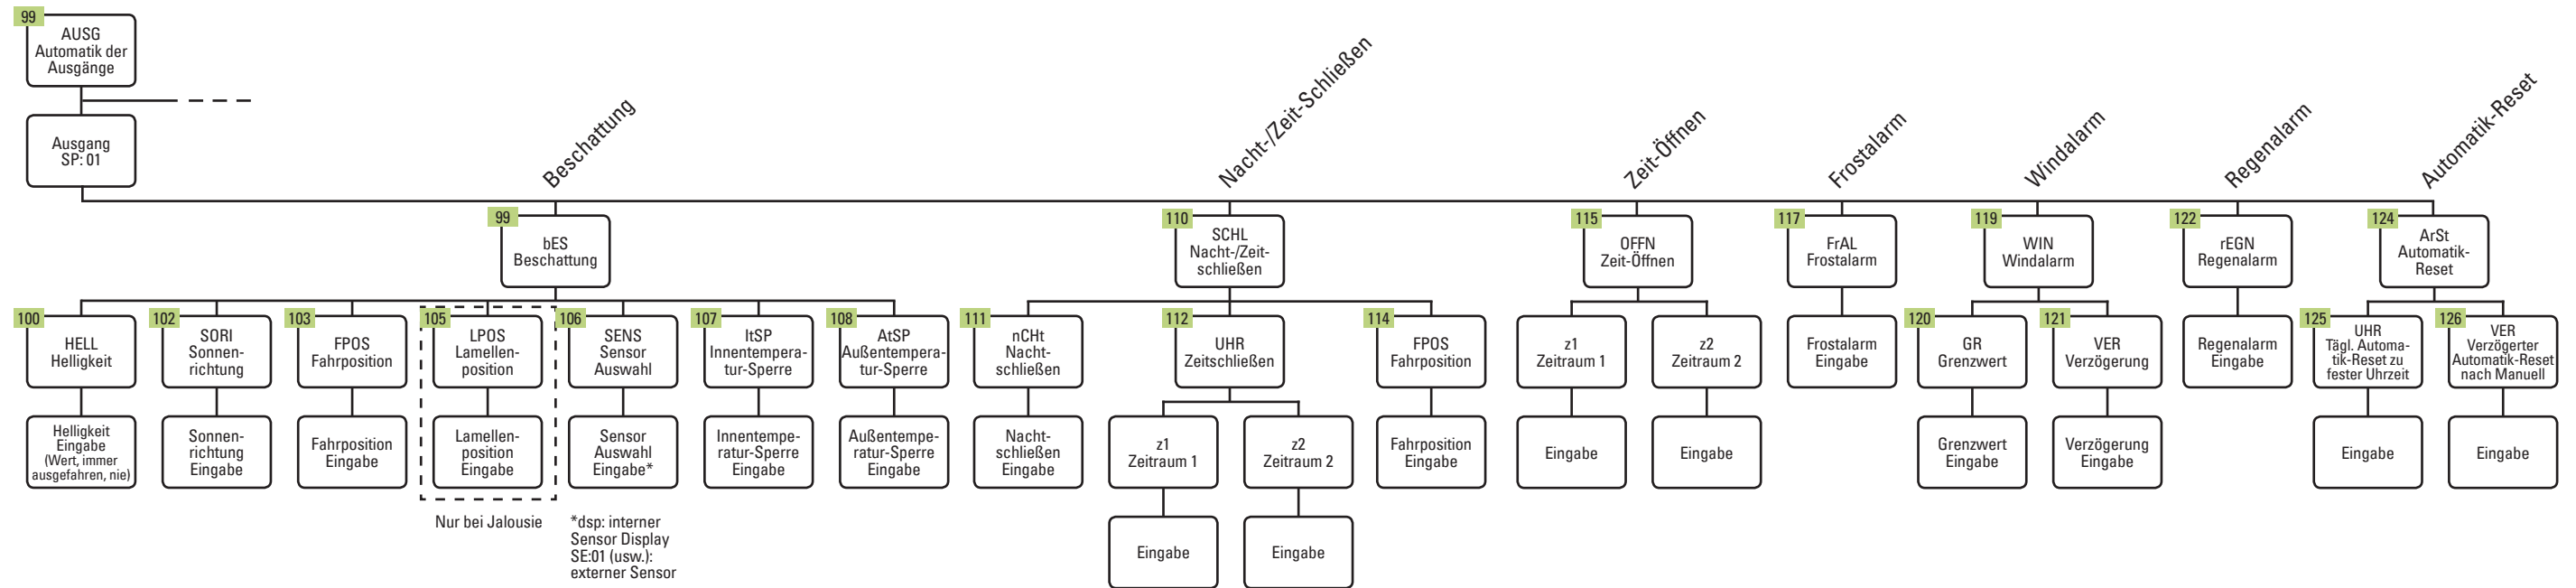 99
AUSG
Automatik der
Ausgänge
Ausgang
SP: 01
Beschattung
Nacht-/Zeit-Schließen
Zeit-Öffnen
Frostalarm
Windalarm
Regenalarm
Automatik-Reset
99
bES
Beschattung
110
SCHL
Nacht-/Zeit-
schließen
115
OFFN
Zeit-Öffnen
117
FrAL
Frostalarm
119
WIN
Windalarm
122
rEGN
Regenalarm
124
ArSt
Automatik-
Reset
100
HELL
Helligkeit
102
SORI
Sonnen-
richtung
103
FPOS
Fahrposition
105
LPOS
Lamellen-
position
106
SENS
Sensor
Auswahl
107
ItSP
Innentempera-
tur-Sperre
108
AtSP
Außentempera-
tur-Sperre
111
nCHt
Nacht-
schließen
112
UHR
Zeitschließen
114
FPOS
Fahrposition
z1
Zeitraum 1
z2
Zeitraum 2
Frostalarm
Eingabe
120
GR
Grenzwert
121
VER
Verzögerung
Regenalarm
Eingabe
125
UHR
Tägl. Automa-
tik-Reset zu
fester Uhrzeit
126
VER
Verzögerter
Automatik-Reset
nach Manuell
Helligkeit
Eingabe
(Wert, immer
ausgefahren, nie)
Sonnen-
richtung
Eingabe
Fahrposition
Eingabe
Lamellen-
position
Eingabe
Sensor
Auswahl
Eingabe*
Innentempe-
ratur-Sperre
Eingabe
Außentempe-
ratur-Sperre
Eingabe
Nacht-
schließen
Eingabe
z1
Zeitraum 1
z2
Zeitraum 2
Fahrposition
Eingabe
Eingabe
Eingabe
Grenzwert
Eingabe
Verzögerung
Eingabe
Eingabe
Eingabe
Nur bei Jalousie
*dsp: interner
Sensor Display
SE:01 (usw.):
externer Sensor
Eingabe
Eingabe